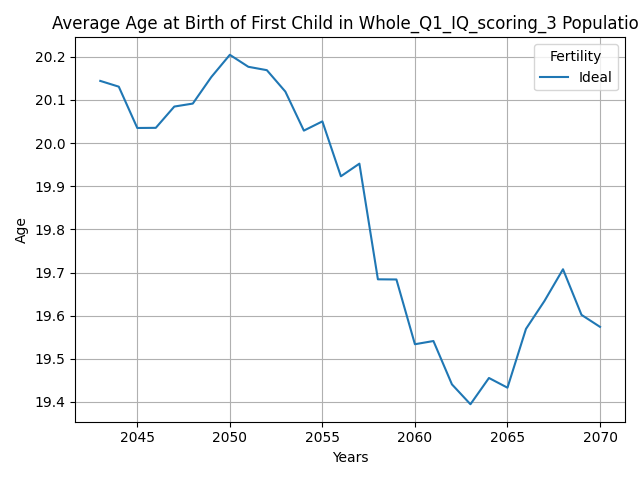 Average Age at Birth of First Child in Whole_Q1_IQ_scoring_3 Populatio
Fertility
Ideal
20.2
20.1
20.0
19.9
19.8
19.7
19.6
19.5
19.4
Age
2045 2050 2055 2060 2065 2070
Years